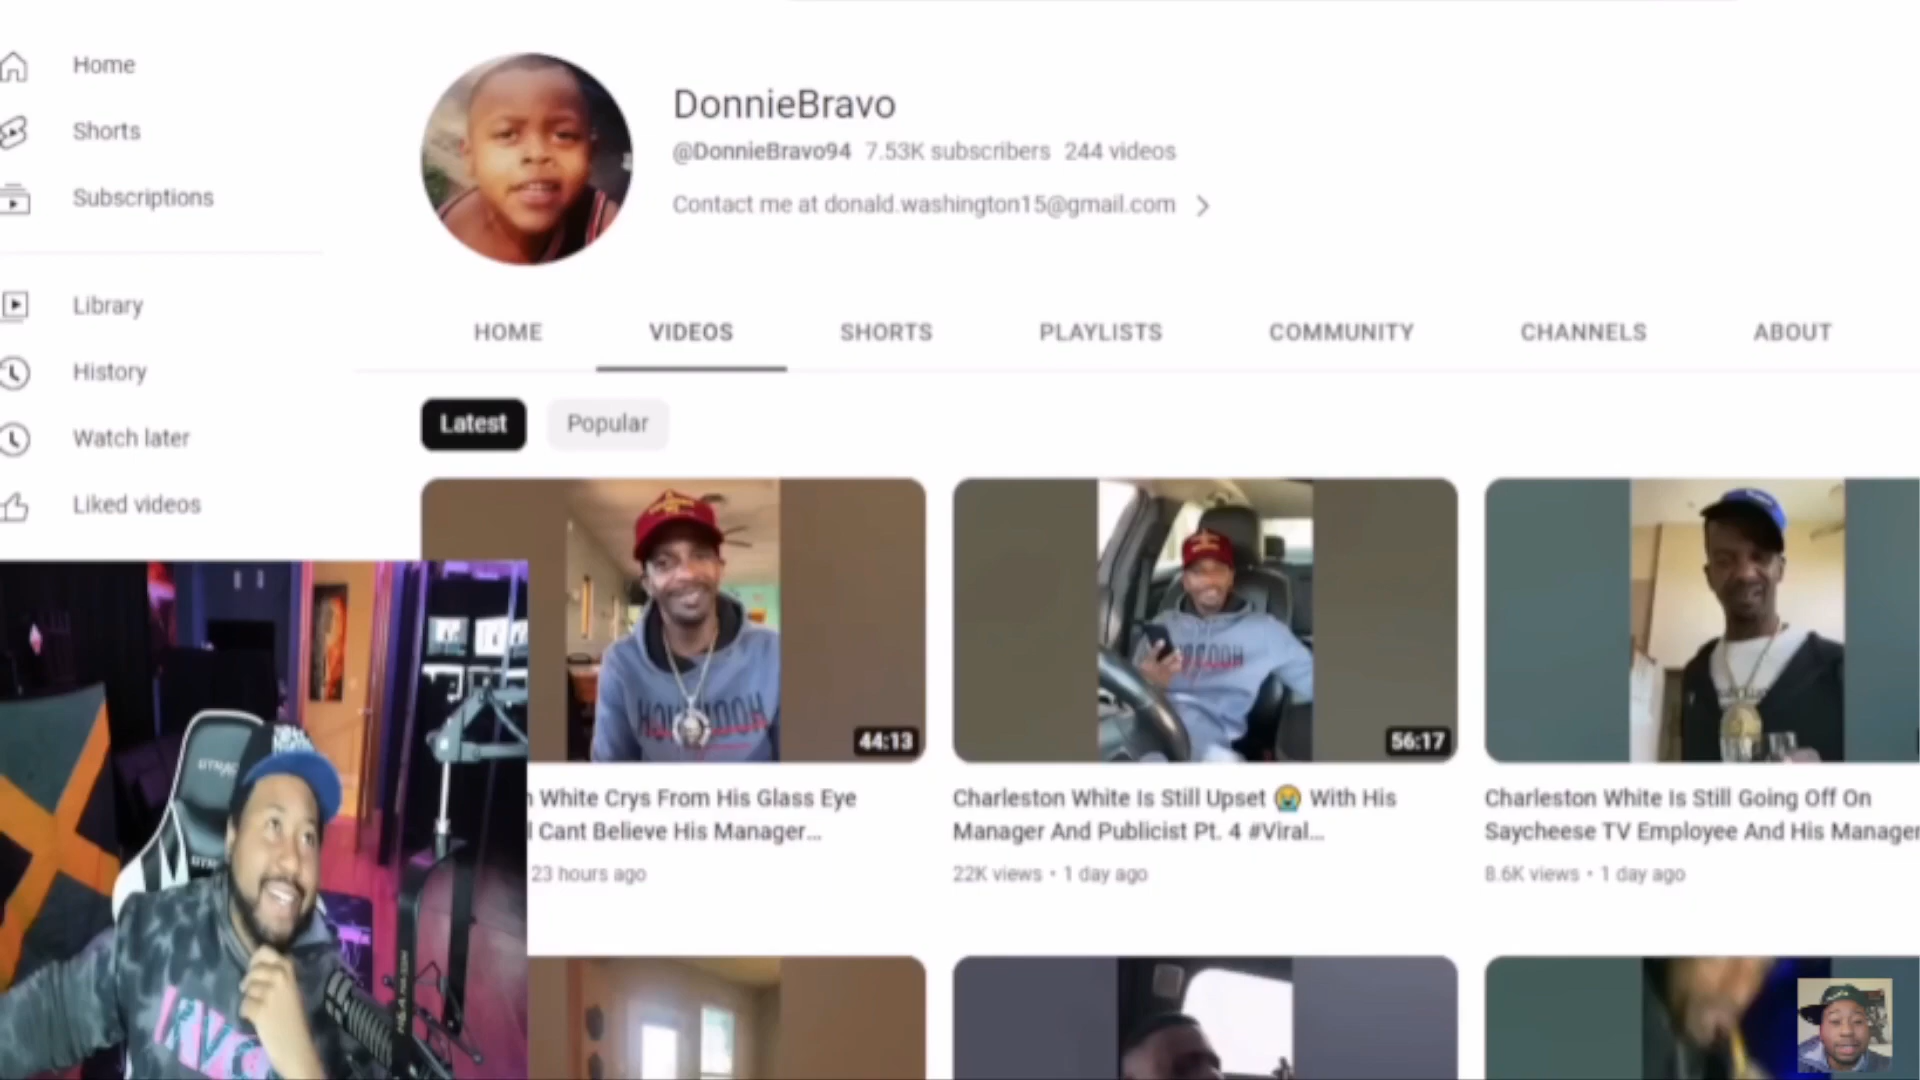 Home
Shorts
Subscriptions
Library
History
Watch later
Liked videos
DonnieBravo
@DonnieBravo94 7.53K subscribers 244 videos
Contact me at donald.washington15@gmail.com
HOME VIDEOS SHORTS PLAYLISTS COMMUNITY CHANNELS ABOUT
Latest Popular
44:13
56:17
White Crys From His Glass Eye
Cant Believe His Manager...
23 hours ago
Charleston White Is Still Upset 😭 With His
Manager And Publicist Pt. 4 #Viral...
22K views • 1 day ago
Charleston White Is Still Going Off On
Saycheese TV Employee And His Manager
8.6K views • 1 day ago